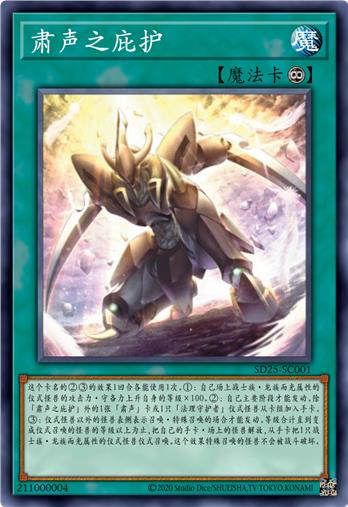 肃声之庇护
魔
【魔法卡】
SD25-SC001
这个卡名的②③的效果1回合各能使用1次。①：自己场上战士族·龙族而光属性的
仪式怪兽的攻击力·守备力上升自身的等级×100。②：自己主要阶段才能发动。除
「肃声之庇护」外的1张「肃声」卡或1只「法理守护者」仪式怪兽从卡组加入手卡。
③：仪式怪兽以外的怪兽表侧表示召唤·特殊召唤的场合才能发动。等级合计直到变
成仪式召唤的怪兽的等级以上为止，把自己的手卡·场上的怪兽解放，从手卡把1只战
士族·龙族而光属性的仪式怪兽仪式召唤。这个效果特殊召唤的怪兽不会被战斗破坏。
211000004
©2020 Studio Dice/SHUEISHA,TV TOKYO,KONAMI